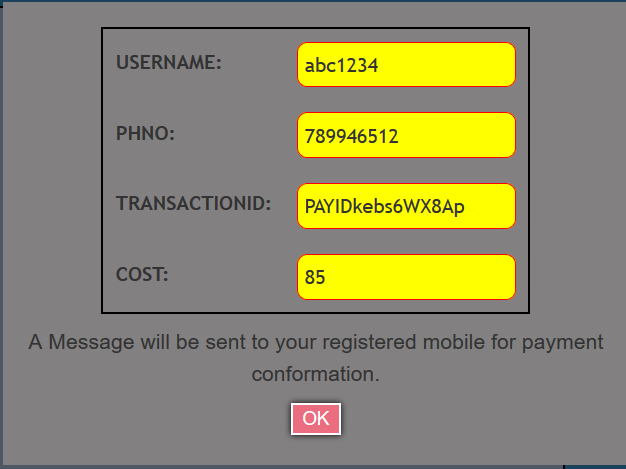 USERNAME: abc1234
PHNO: 789946512
TRANSACTIONID: PAYIDkebs6WX8Ap
COST: 85
A Message will be sent to your registered mobile for payment
conformation.
OK